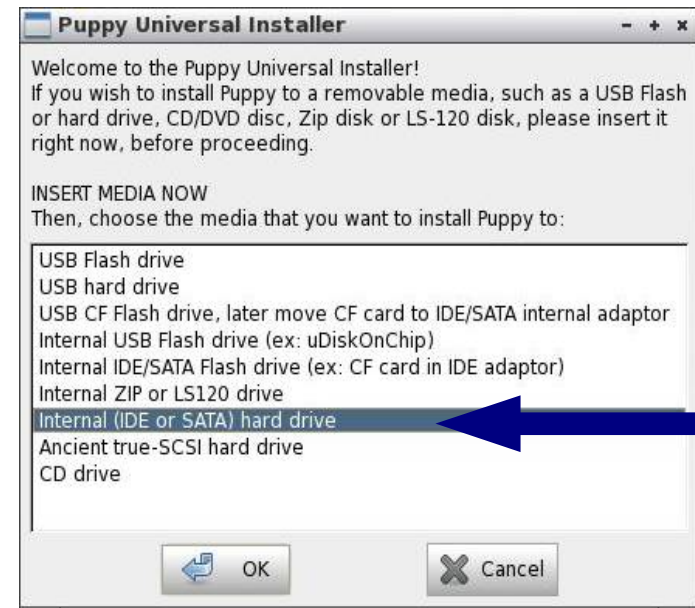 Puppy Universal Installer
Welcome to the Puppy Universal Installer!
If you wish to install Puppy to a removable media, such as a USB Flash
or hard drive, CD/DVD disc, Zip disk or LS-120 disk, please insert it
right now, before proceeding.
INSERT MEDIA NOW
Then, choose the media that you want to install Puppy to:
USB Flash drive
USB hard drive
USB CF Flash drive, later move CF card to IDE/SATA internal adaptor
Internal USB Flash drive (ex: uDiskOnChip)
Internal IDE/SATA Flash drive (ex: CF card in IDE adaptor)
Internal ZIP or LS120 drive
Internal (IDE or SATA) hard drive
Ancient true-SCSI hard drive
CD drive
OK Cancel